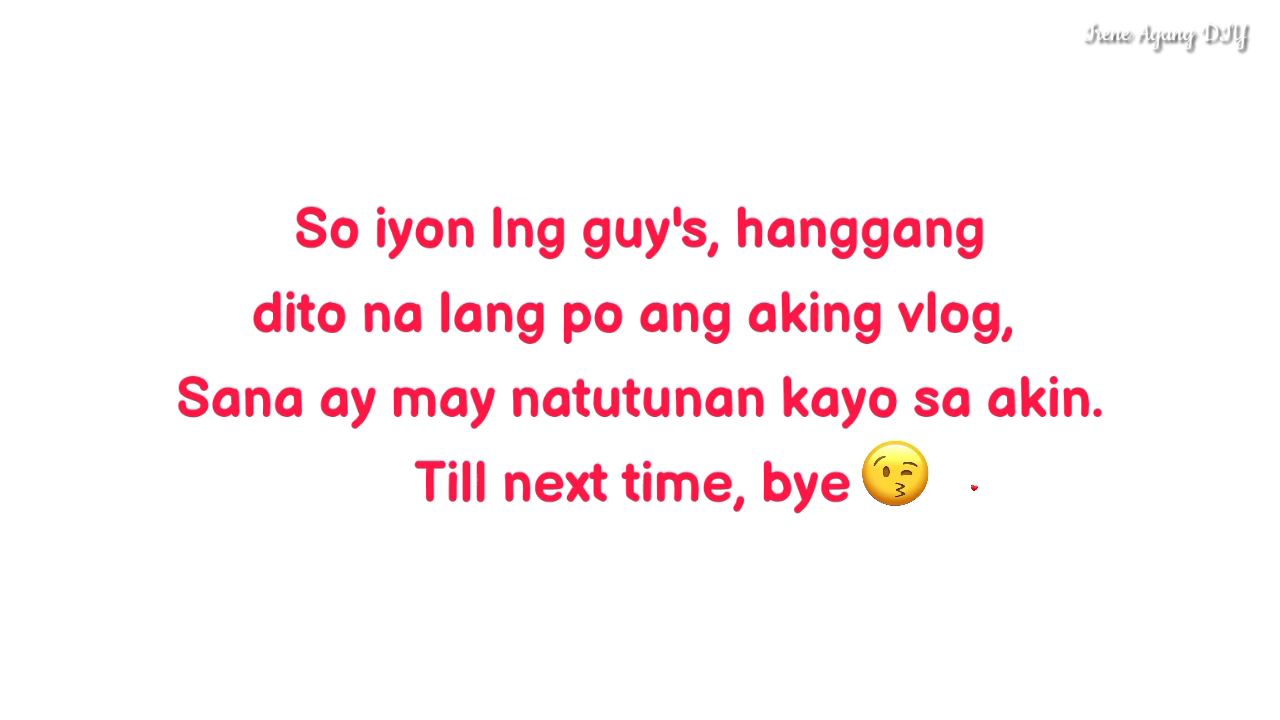 Irene Agang DIY
So iyon lng guy's, hanggang
dito na lang po ang aking vlog,
Sana ay may natutunan kayo sa akin.
Till next time, bye 😗